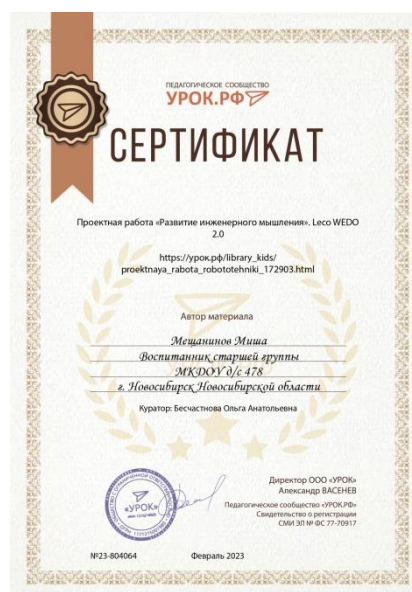 ПЕДАГОГИЧЕСКОЕ СООБЩЕСТВО
УРОК.РФ
СЕРТИФИКАТ
Проектная работа «Развитие инженерного мышления». Leco WEDO
2.0
https://урок.рф/library_kids/
proektnaya_rabota_robototehniki_172903.html
Автор материала
Мещанинов Миша
Воспитанник старшей группы
МКДОУ д/с 478
г. Новосибирск Новосибирской области
Куратор: Бесчастнова Ольга Анатольевна
«УРОК»
Директор ООО «УРОК»
Александр ВАСЕНЕВ
Педагогическое сообщество «УРОК.РФ»
Свидетельство о регистрации
СМИ ЭЛ № ФС 77-70917
№23-804064
Февраль 2023